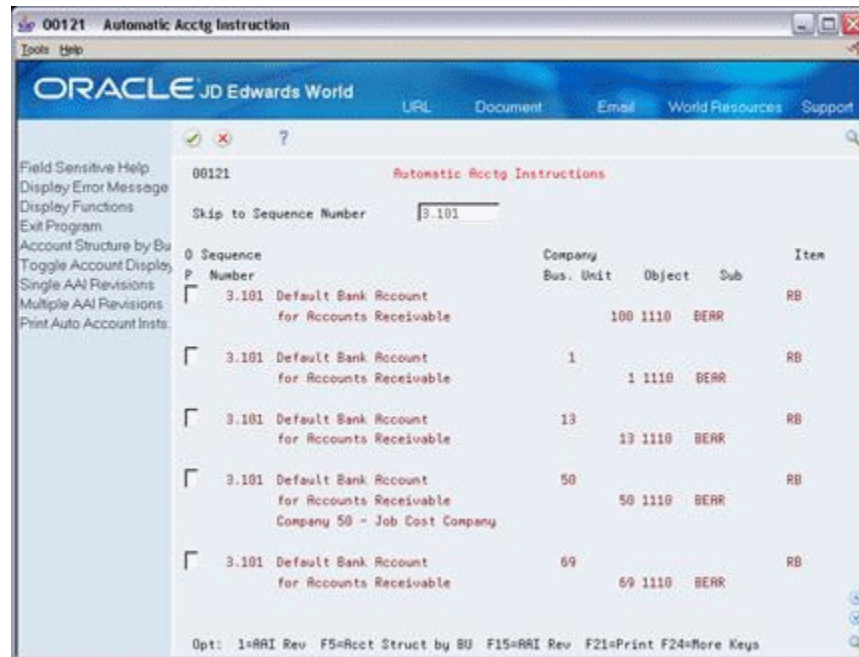 00121 Automatic Acctg Instruction
Tools Help
ORACLE JD Edwards World
URL Document Email World Resources Support
?
Field Sensitive Help
Display Error Message
Display Functions
Exit Program
Account Structure by Bu
Toggle Account Display
Single AAI Revisions
Multiple AAI Revisions
Print Auto Account Insts.
00121 Automatic Acctg Instructions
Skip to Sequence Number 3.101
O Sequence Company Item
P Number Bus. Unit Object Sub
3.101 Default Bank Account RB
for Accounts Receivable 100 1110 BEAR
3.101 Default Bank Account 1 RB
for Accounts Receivable 1 1110 BEAR
3.101 Default Bank Account 13 RB
for Accounts Receivable 13 1110 BEAR
3.101 Default Bank Account 50 RB
for Accounts Receivable 50 1110 BEAR
Company 50 - Job Cost Company
3.101 Default Bank Account 69 RB
for Accounts Receivable 69 1110 BEAR
Opt: 1=AAI Rev F5=Acct Struct by BU F15=AAI Rev F21=Print F24=More Keys